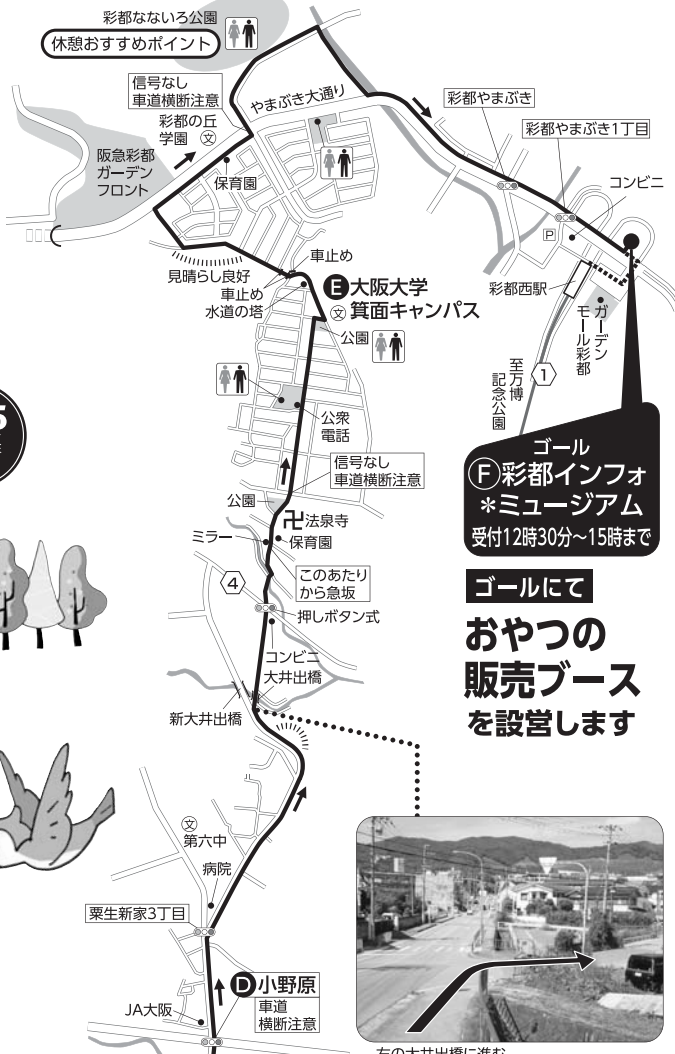 彩都なないろ公園
休憩おすすめポイント
信号なし
車道横断注意
やまぶき大通り
彩都やまぶき
彩都の丘
学園
文
彩都やまぶき1丁目
阪急彩都
ガーデン
フロント
保育園
コンビニ
P
車止め
見晴らし良好
車止め
水道の塔
E大阪大学
文箕面キャンパス
彩都西駅
公園
ガーデン
モール彩都
至万博
記念公園
1
公衆
電話
ゴール
F彩都インフォ
*ミュージアム
受付12時30分~15時まで
信号なし
車道横断注意
公園
卍法泉寺
ミラー
保育園
このあたり
から急坂
4
押しボタン式
ゴールにて
おやつの
販売ブース
を設営します
コンビニ
大井出橋
新大井出橋
文
第六中
病院
粟生新家3丁目
D小野原
車道
横断注意
JA大阪